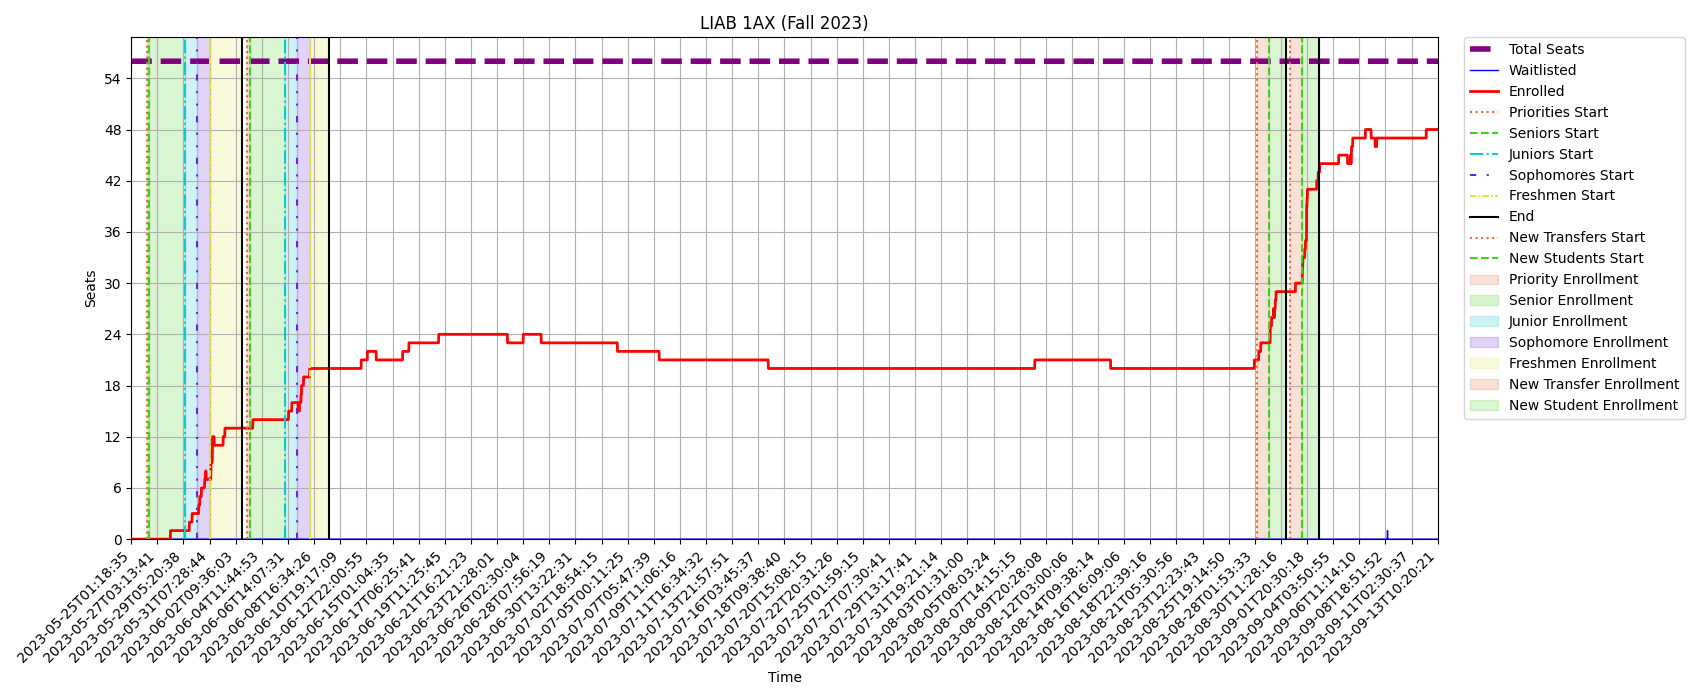 LIAB 1AX (Fall 2023)
Seats
54
48
42
36
30
24
18
12
6
0
2023-05-25T01:18:35
2023-05-27T03:13:41
2023-05-29T05:20:38
2023-05-31T07:28:44
2023-06-02T09:36:03
2023-06-04T11:44:53
2023-06-06T14:07:31
2023-06-08T16:34:26
2023-06-10T19:17:09
2023-06-12T22:00:55
2023-06-15T01:04:35
2023-06-17T06:25:41
2023-06-19T11:25:45
2023-06-21T16:21:23
2023-06-23T21:28:01
2023-06-26T02:30:04
2023-06-28T07:56:19
2023-06-30T13:22:31
2023-07-02T18:54:15
2023-07-05T00:11:25
2023-07-07T05:47:39
2023-07-09T11:06:16
2023-07-11T16:34:32
2023-07-13T21:57:51
2023-07-16T03:45:37
2023-07-18T09:38:40
2023-07-20T15:08:15
2023-07-22T20:31:26
2023-07-25T01:59:15
2023-07-27T07:30:41
2023-07-29T13:17:41
2023-07-31T19:21:14
2023-08-03T01:31:00
2023-08-05T08:03:24
2023-08-07T14:15:15
2023-08-09T20:28:08
2023-08-12T03:00:06
2023-08-14T09:38:14
2023-08-16T16:09:06
2023-08-18T22:39:16
2023-08-21T05:30:56
2023-08-23T12:23:43
2023-08-25T19:14:50
2023-08-28T01:53:33
2023-08-30T11:28:16
2023-09-01T20:30:18
2023-09-04T03:50:55
2023-09-06T11:14:10
2023-09-08T18:51:52
2023-09-11T02:30:37
2023-09-13T10:20:21
Time
Total Seats
Waitlisted
Enrolled
Priorities Start
Seniors Start
Juniors Start
Sophomores Start
Freshmen Start
End
New Transfers Start
New Students Start
Priority Enrollment
Senior Enrollment
Junior Enrollment
Sophomore Enrollment
Freshmen Enrollment
New Transfer Enrollment
New Student Enrollment